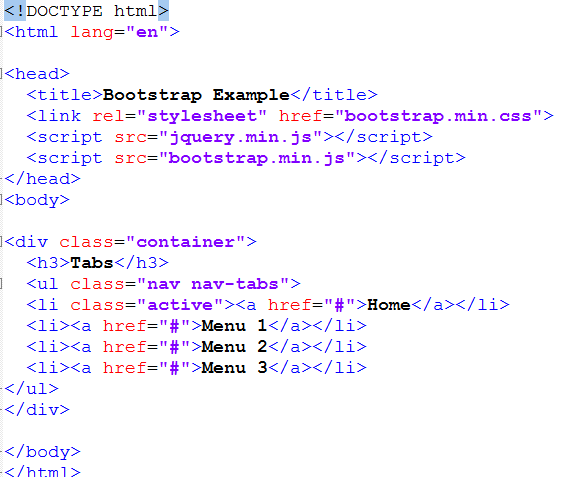 <!DOCTYPE html>
<html lang="en">
<head>
<title>Bootstrap Example</title>
<link rel="stylesheet" href="bootstrap.min.css">
<script src="jquery.min.js"></script>
<script src="bootstrap.min.js"></script>
</head>
<body>
<div class="container">
<h3>Tabs</h3>
<ul class="nav nav-tabs">
<li class="active"><a href="#">Home</a></li>
<li><a href="#">Menu 1</a></li>
<li><a href="#">Menu 2</a></li>
<li><a href="#">Menu 3</a></li>
</ul>
</div>
</body>
</html>